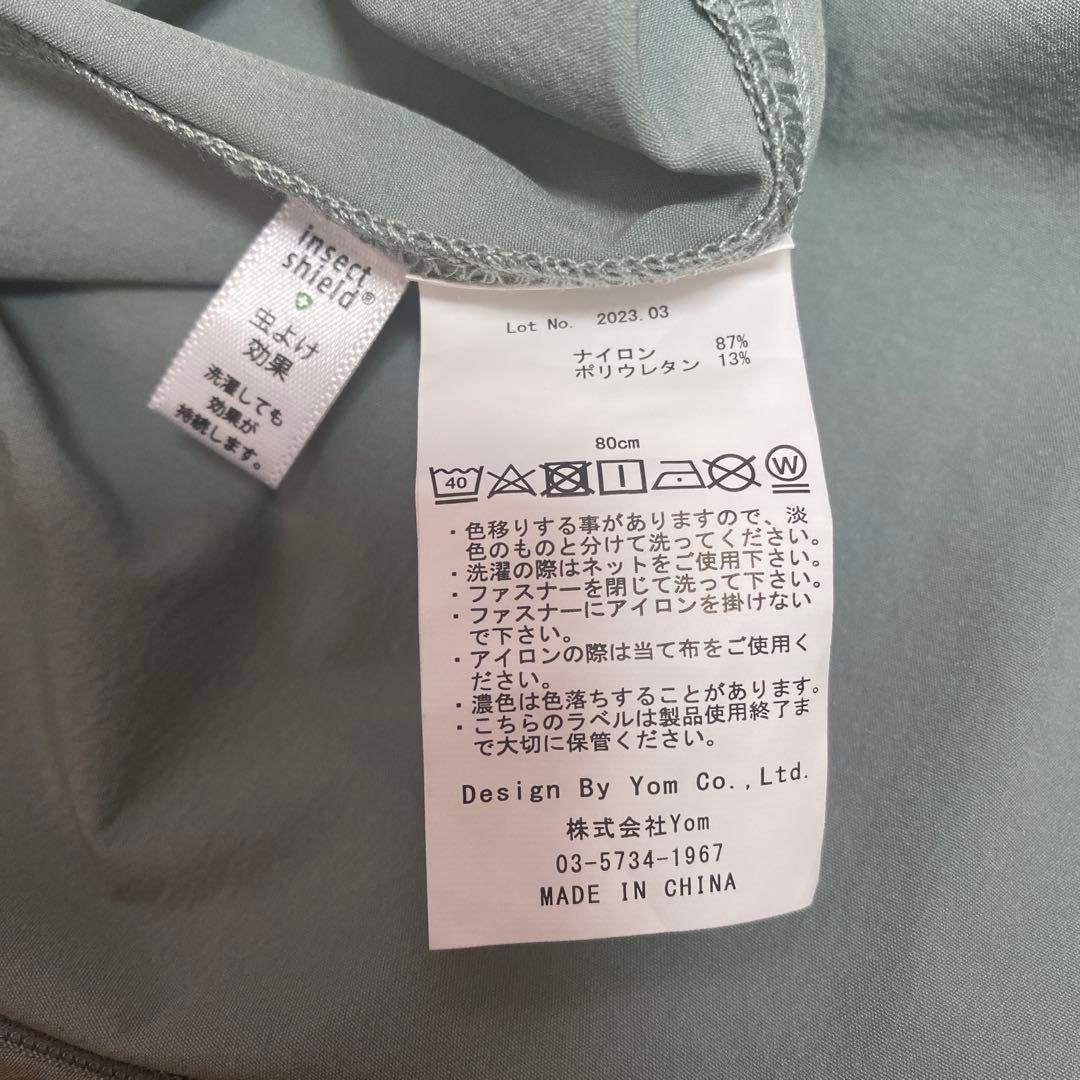 insect
shield®
虫よけ
効果
洗濯しても
効果が
持続します。
Lot No. 2023.03
ナイロン 87%
ポリウレタン 13%
80cm
40 W
・色移りする事がありますので、淡
色のものと分けて洗ってください。
・洗濯の際はネットをご使用下さい。
・ファスナーを閉じて洗って下さい。
・ファスナーにアイロンを掛けない
で下さい。
・アイロンの際は当て布をご使用く
ださい。
・濃色は色落ちすることがあります。
・こちらのラベルは製品使用終了ま
で大切に保管ください。
Design By Yom Co.,Ltd.
株式会社Yom
03-5734-1967
MADE IN CHINA